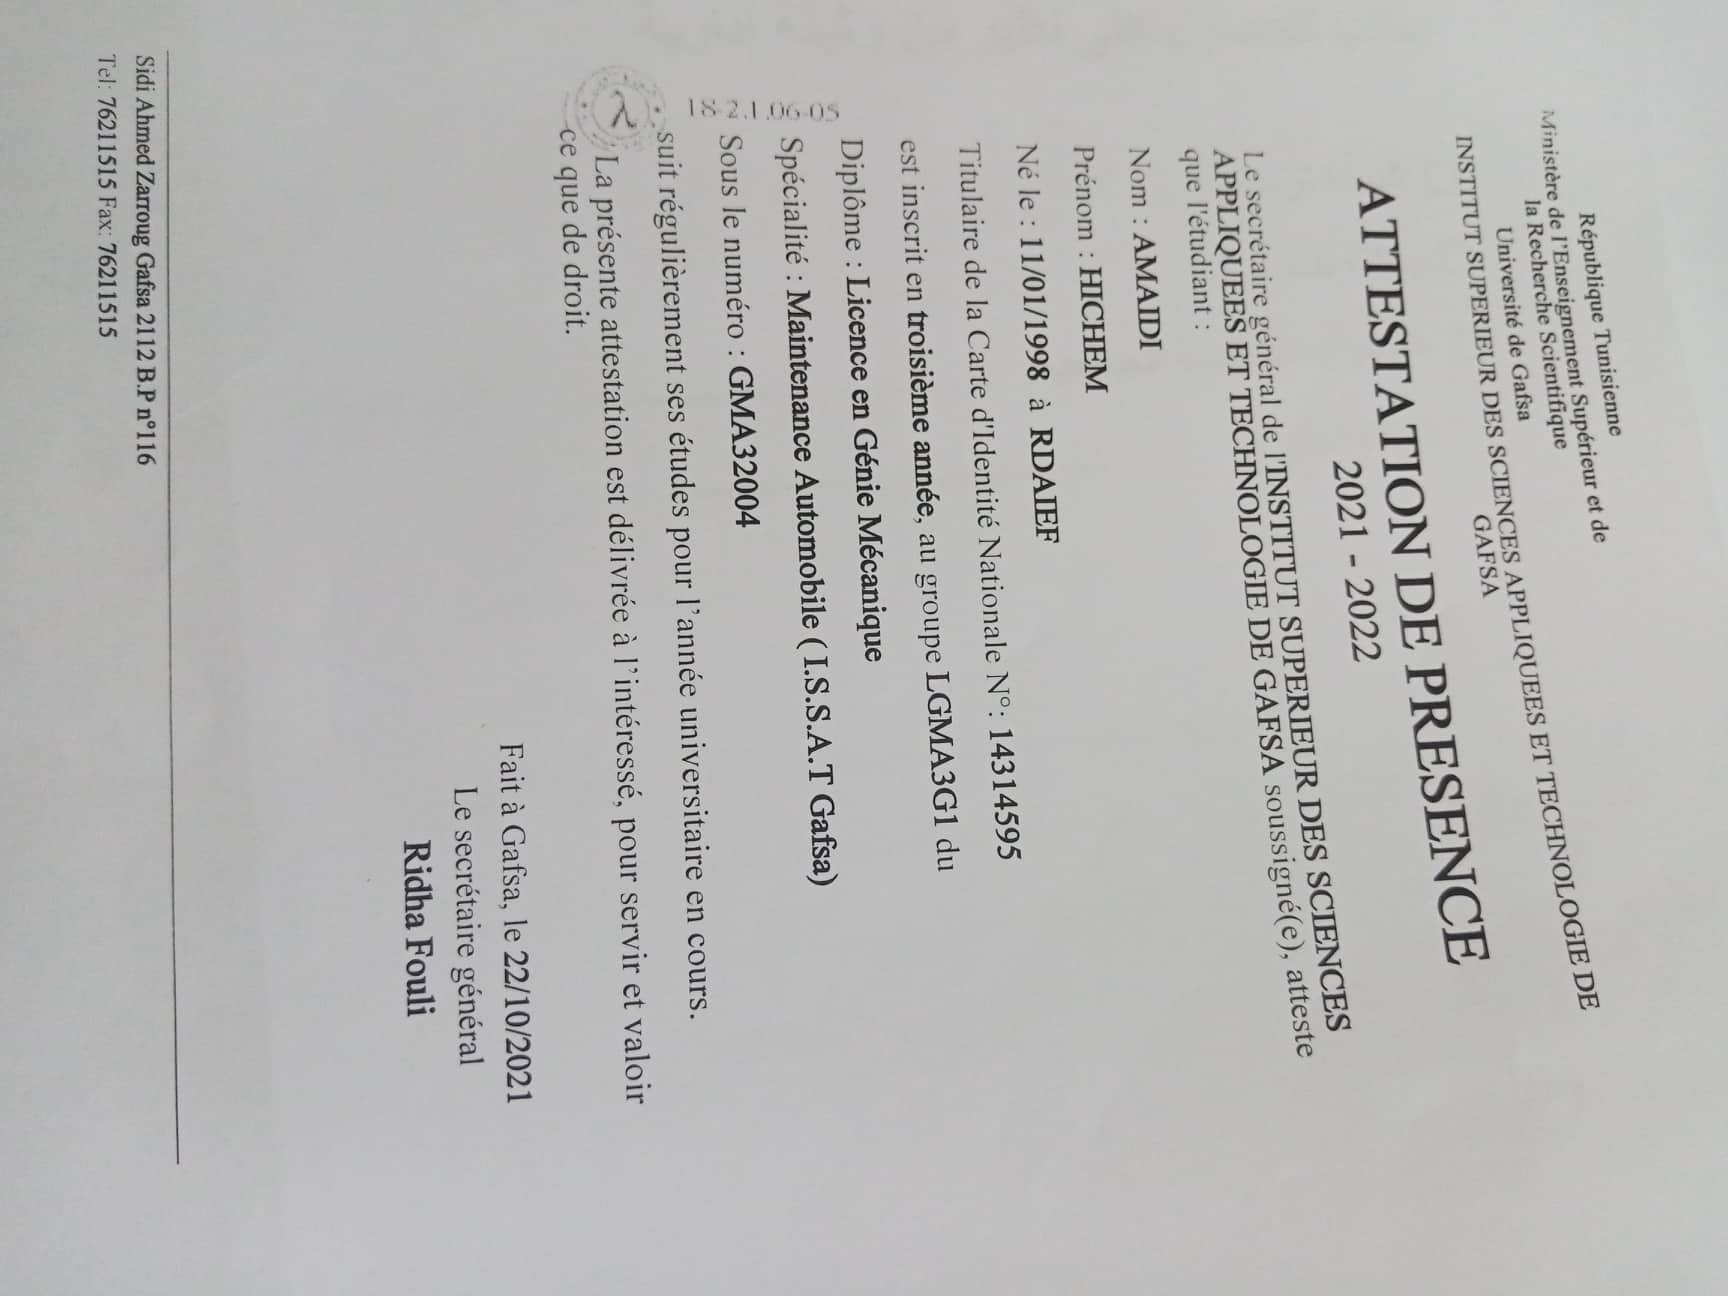 République Tunisienne
Ministère de l'Enseignement Supérieur et de
la Recherche Scientifique
Université de Gafsa
INSTITUT SUPERIEUR DES SCIENCES APPLIQUEES ET TECHNOLOGIE DE
GAFSA
ATTESTATION DE PRESENCE
2021 - 2022
Le secrétaire général de l'INSTITUT SUPERIEUR DES SCIENCES
APPLIQUEES ET TECHNOLOGIE DE GAFSA soussigné(e), atteste
que l'étudiant :
Nom : AMAIDI
Prénom : HICHEM
Né le : 11/01/1998 à RDAIEF
Titulaire de la Carte d'Identité Nationale N°: 14314595
est inscrit en troisième année, au groupe LGMA3G1 du
Diplôme : Licence en Génie Mécanique
Spécialité : Maintenance Automobile ( I.S.S.A.T Gafsa)
Sous le numéro : GMA32004
suit régulièrement ses études pour l'année universitaire en cours.
La présente attestation est délivrée à l'intéressé, pour servir et valoir
ce que de droit.
Fait à Gafsa, le 22/10/2021
Le secrétaire général
Ridha Fouli
Sidi Ahmed Zarroug Gafsa 2112 B.P n°116
Tel: 76211515 Fax: 76211515